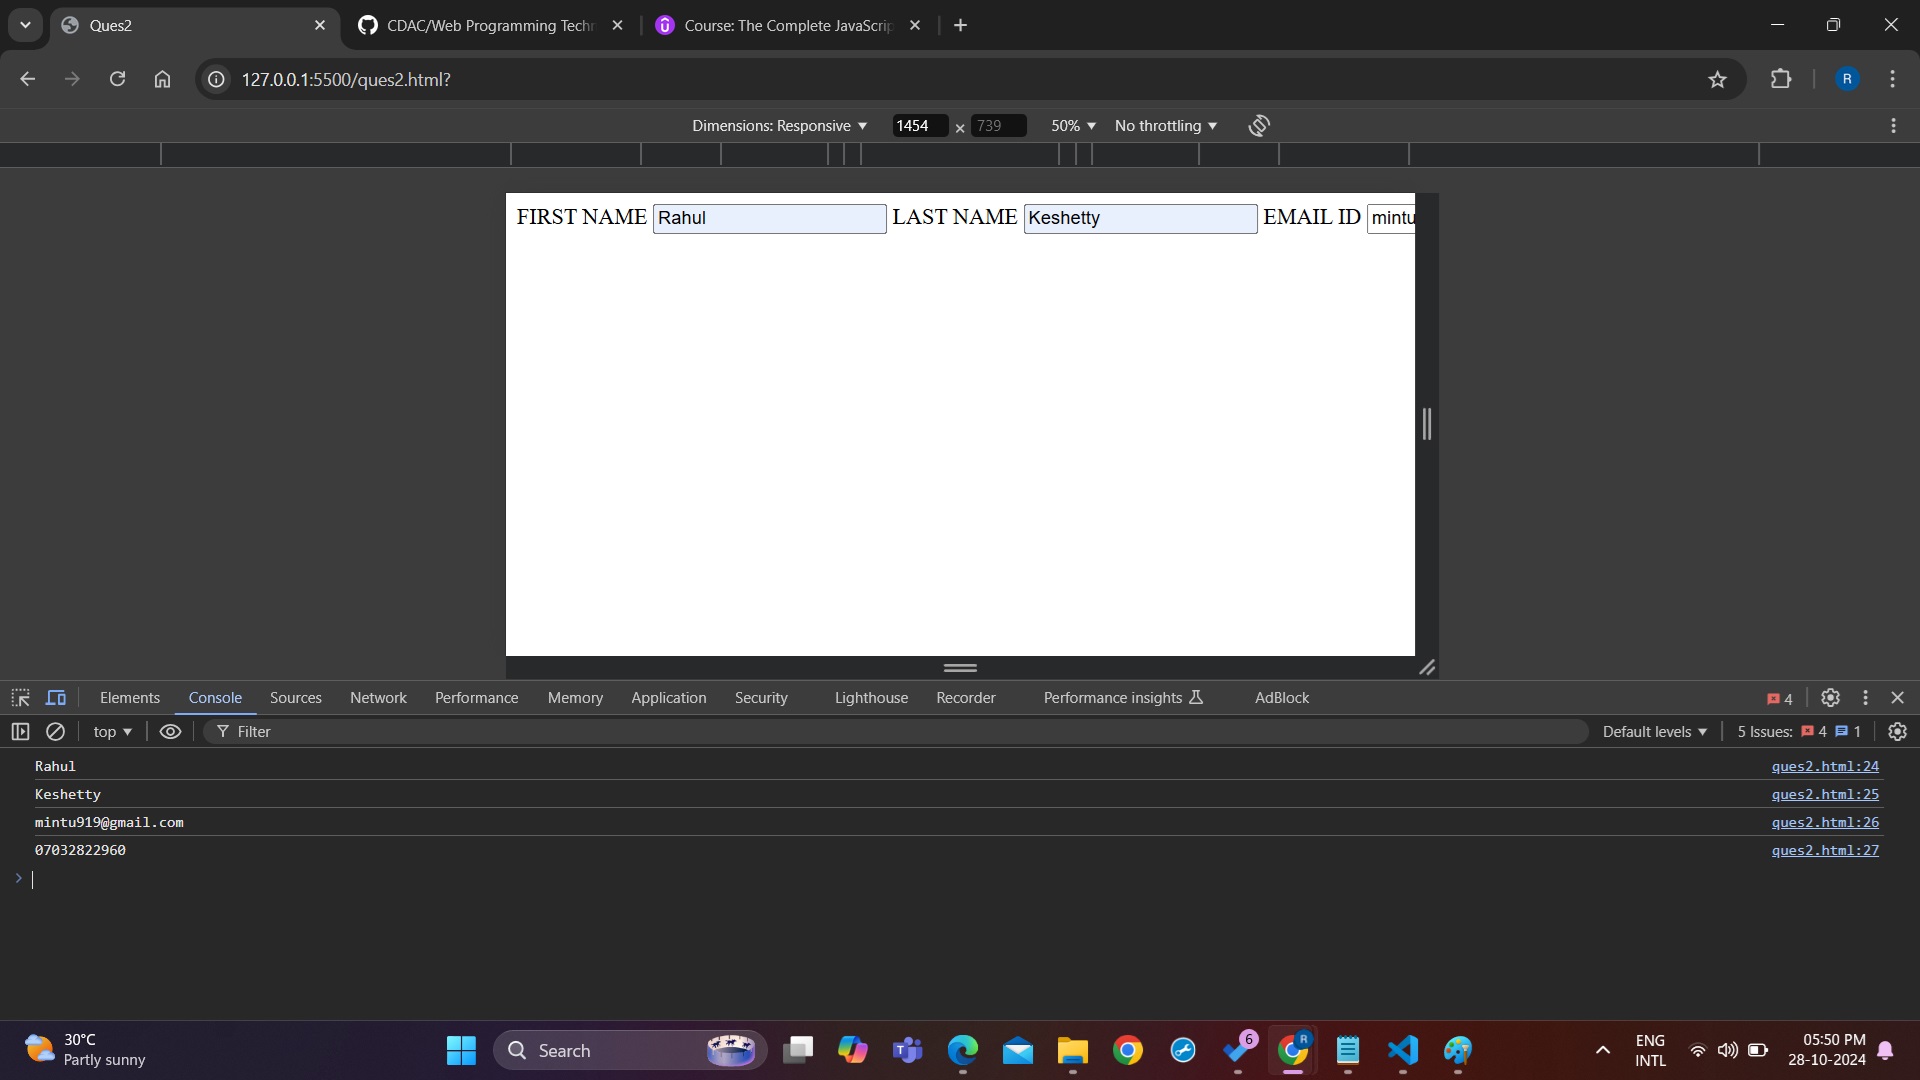 Ques2
CDAC/Web Programming Techn
Course: The Complete JavaScrip
127.0.0.1:5500/ques2.html?
R
Dimensions: Responsive 1454 × 739 50% No throttling
FIRST NAME Rahul LAST NAME Keshetty EMAIL ID mintu
Elements Console Sources Network Performance Memory Application Security Lighthouse Recorder Performance insights AdBlock 4
top Filter Default levels 5 Issues: 4 1
Rahul ques2.html:24
Keshetty ques2.html:25
mintu919@gmail.com ques2.html:26
07032822960 ques2.html:27
30°C
Partly sunny
Search
6
R
ENG
INTL
05:50 PM
28-10-2024